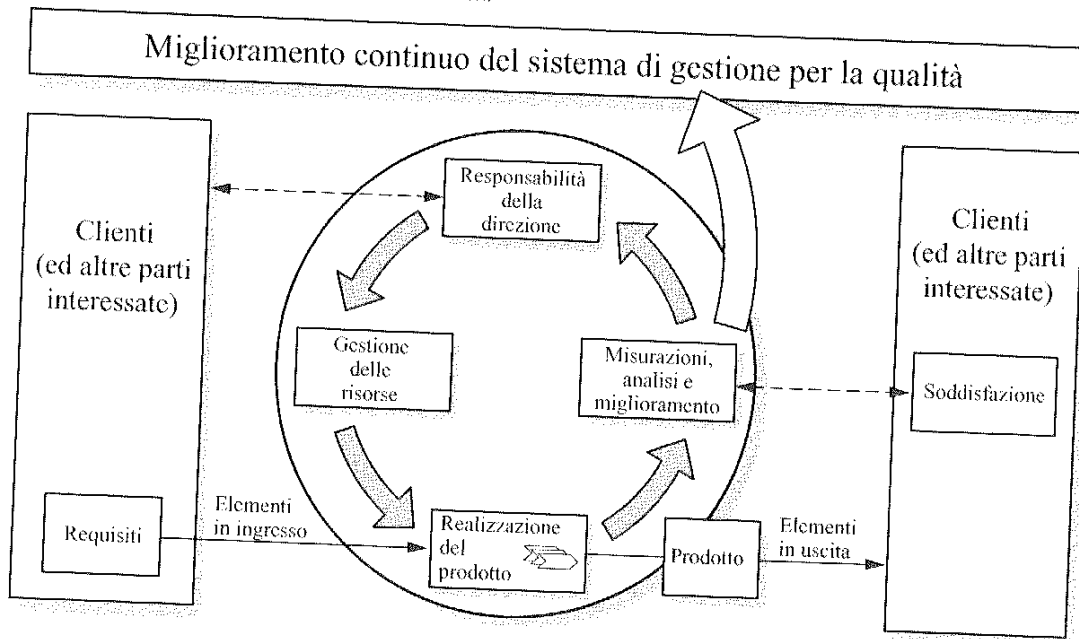 Miglioramento continuo del sistema di gestione per la qualità
Clienti
(ed altre parti
interessate)
Responsabilità
della
direzione
Clienti
(ed altre parti
interessate)
Gestione
delle
risorse
Misurazioni,
analisi e
miglioramento
Soddisfazione
Requisiti
Elementi
in ingresso
Realizzazione
del
prodotto
Prodotto
Elementi
in uscita